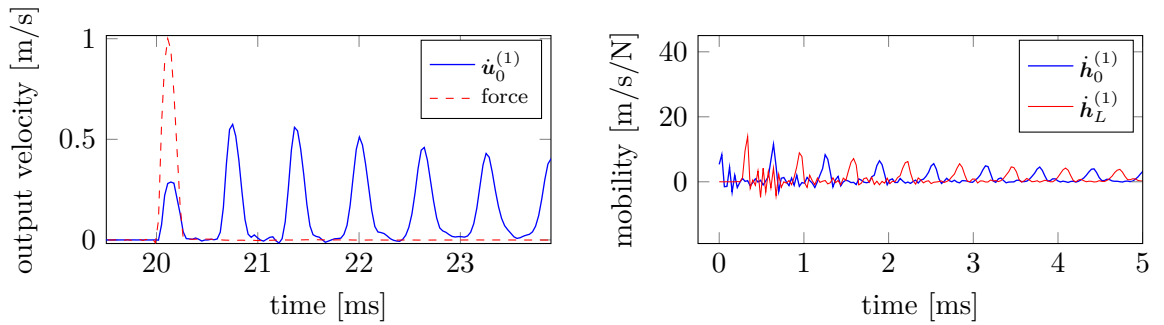 output velocity [m/s]
1
0.5
0
20 21 22 23
time [ms]
u̇₀⁽¹⁾
force
mobility [m/s/N]
40
20
0
0 1 2 3 4 5
time [ms]
ḣ₀⁽¹⁾
ḣ_L⁽¹⁾